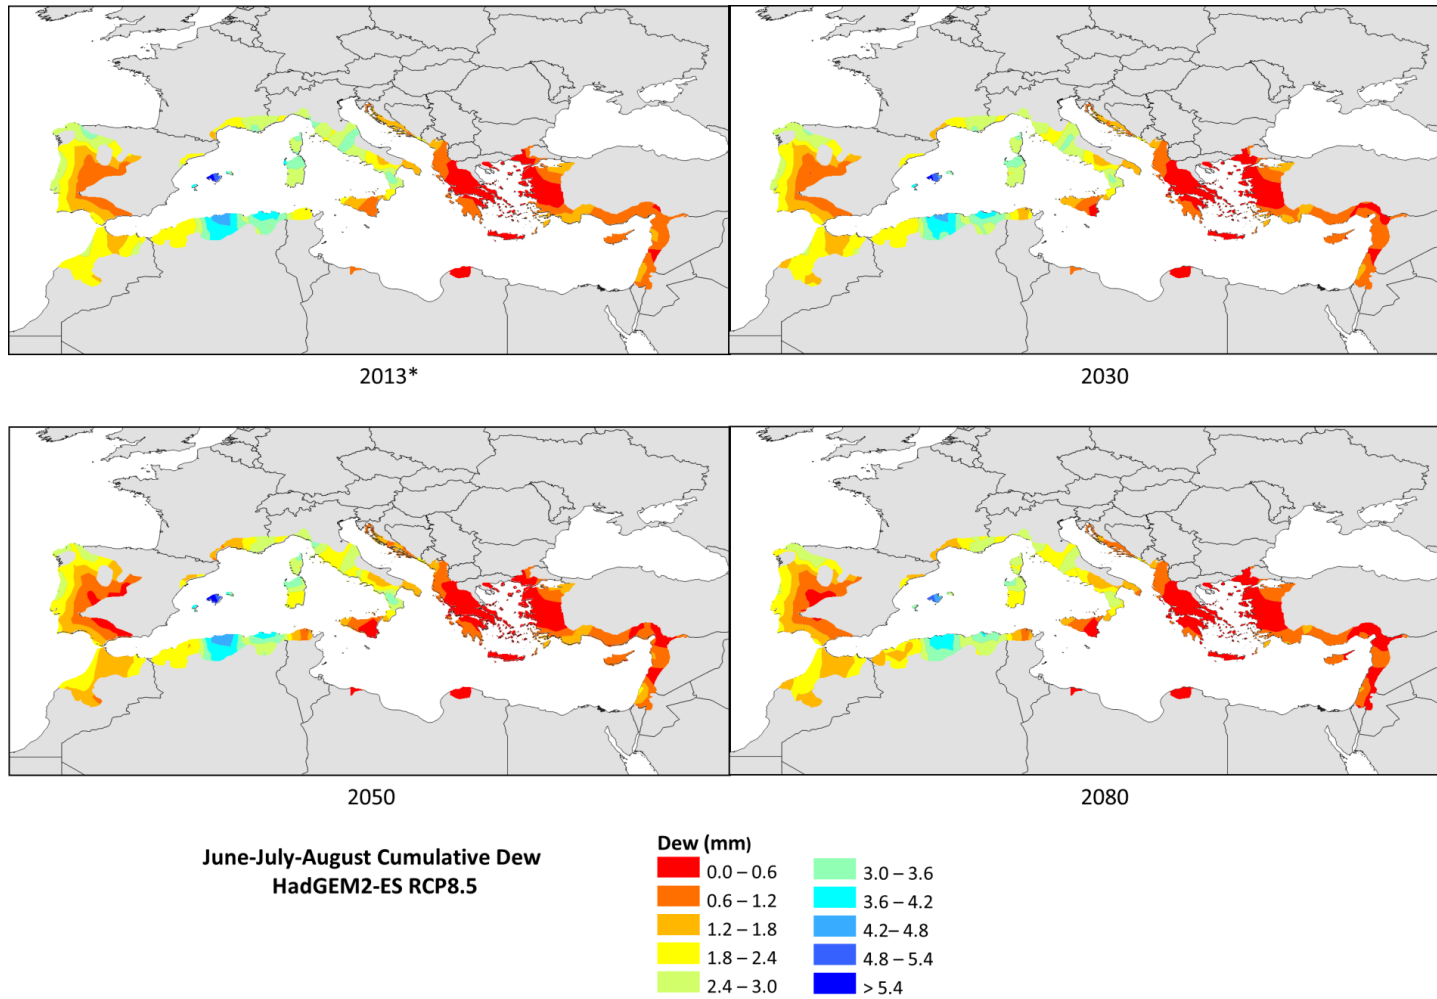 2013*
2030
2050
2080
June-July-August Cumulative Dew
HadGEM2-ES RCP8.5
Dew (mm)
0.0 – 0.6
0.6 – 1.2
1.2 – 1.8
1.8 – 2.4
2.4 – 3.0
3.0 – 3.6
3.6 – 4.2
4.2– 4.8
4.8 – 5.4
> 5.4